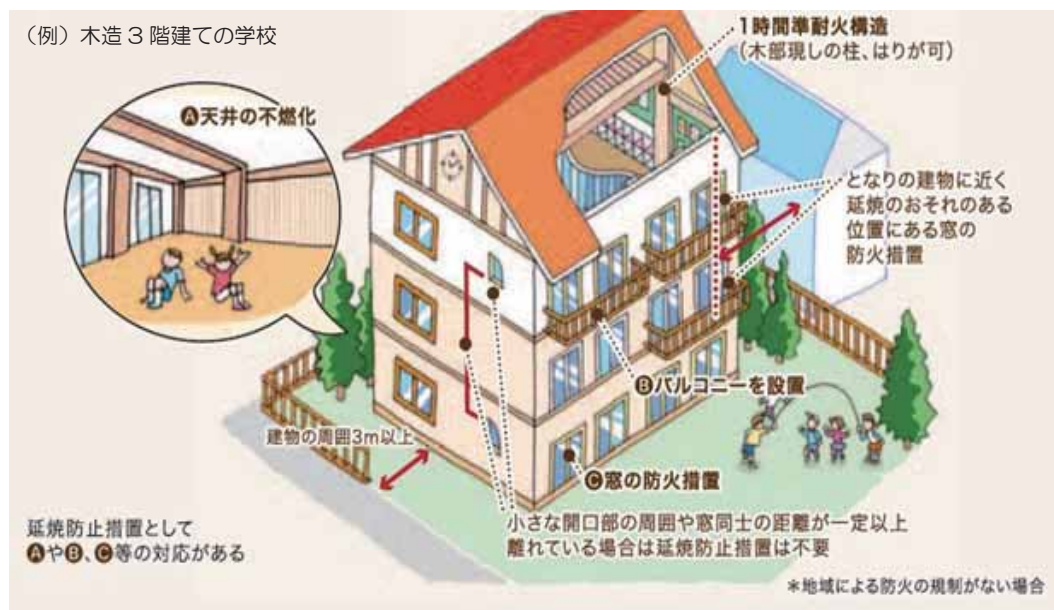 （例）木造3階建ての学校
1時間準耐火構造
（木部現しの柱、はりが可）
Ⓐ天井の不燃化
となりの建物に近く
延焼のおそれのある
位置にある窓の
防火措置
Ⓑバルコニーを設置
建物の周囲3m以上
Ⓒ窓の防火措置
小さな開口部の周囲や窓同士の距離が一定以上
離れている場合は延焼防止措置は不要
延焼防止措置として
ⒶやⒷ、Ⓒ等の対応がある
＊地域による防火の規制がない場合